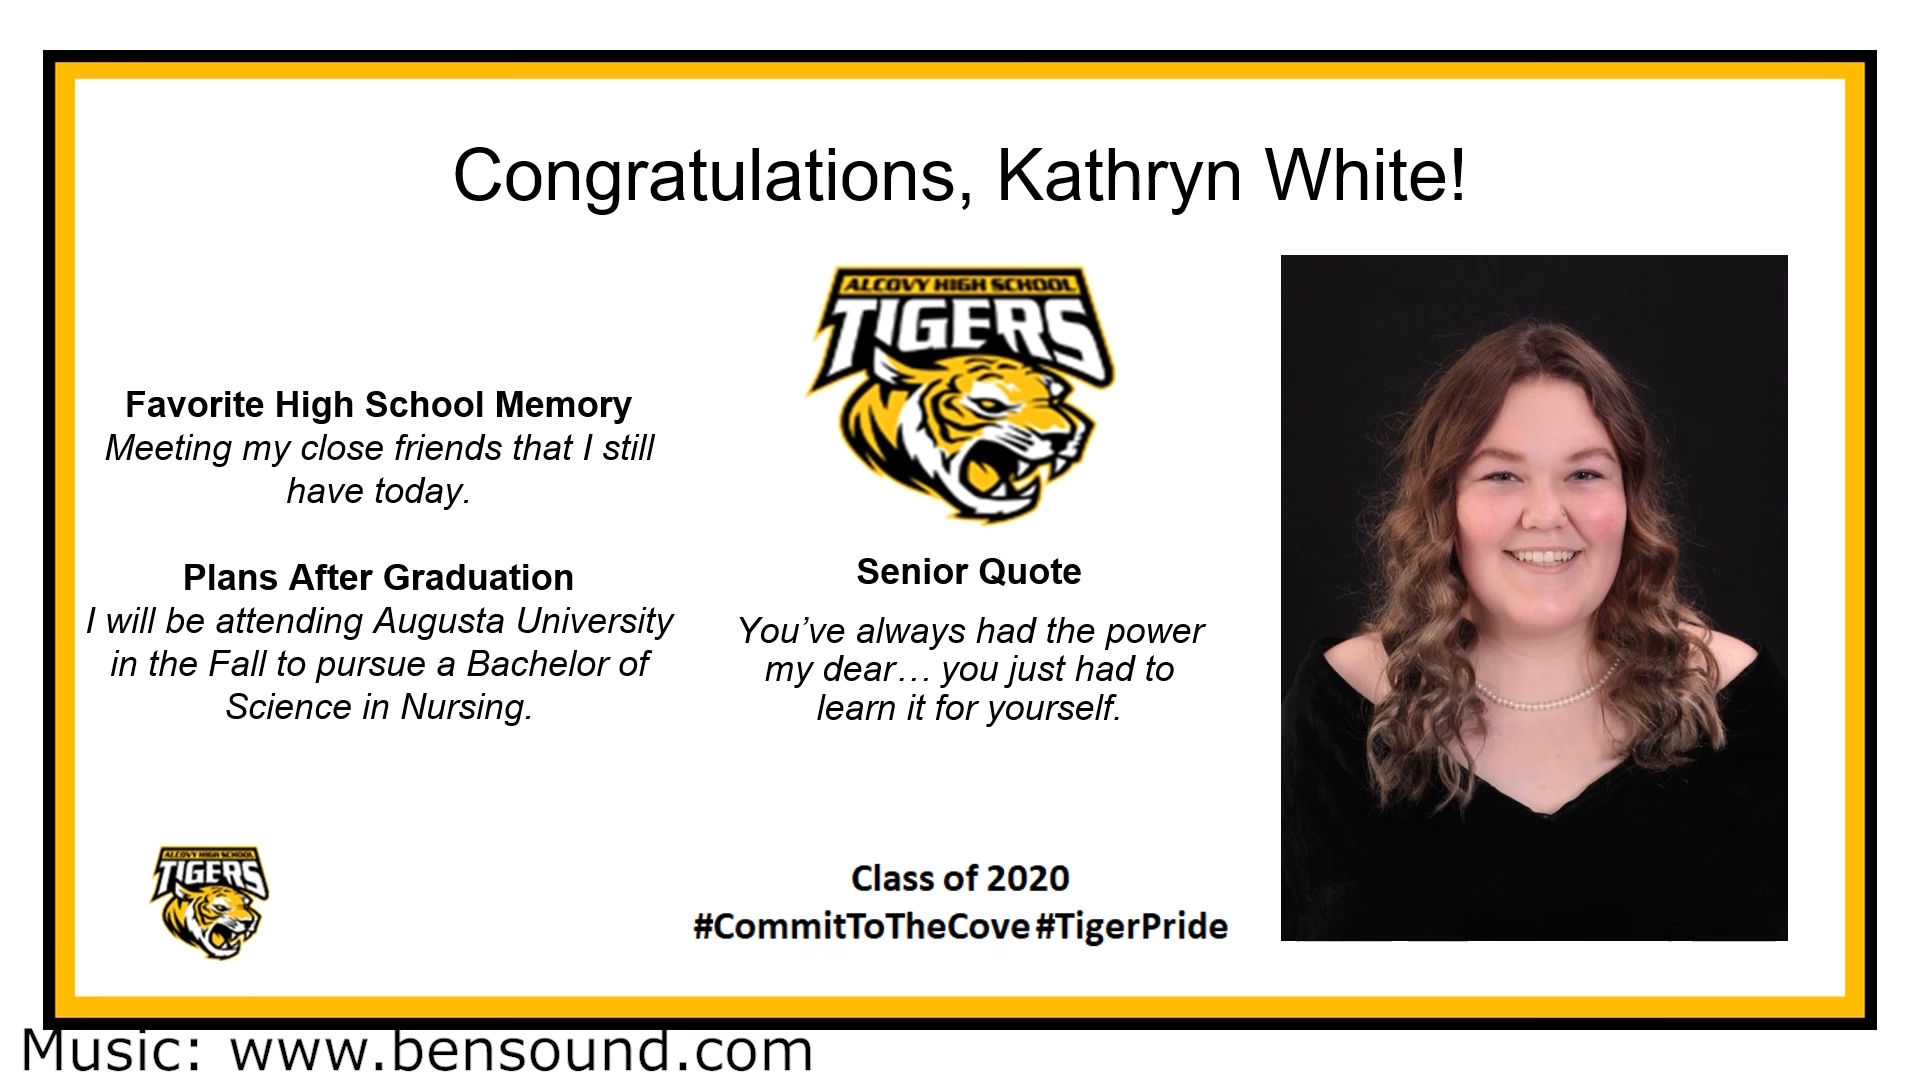 Congratulations, Kathryn White!
ALCOVY HIGH SCHOOL
TIGERS
Favorite High School Memory
Meeting my close friends that I still
have today.
Plans After Graduation
I will be attending Augusta University
in the Fall to pursue a Bachelor of
Science in Nursing.
Senior Quote
You’ve always had the power
my dear… you just had to
learn it for yourself.
ALCOVY HIGH SCHOOL
TIGERS
Class of 2020
#CommitToTheCove #TigerPride
Music: www.bensound.com